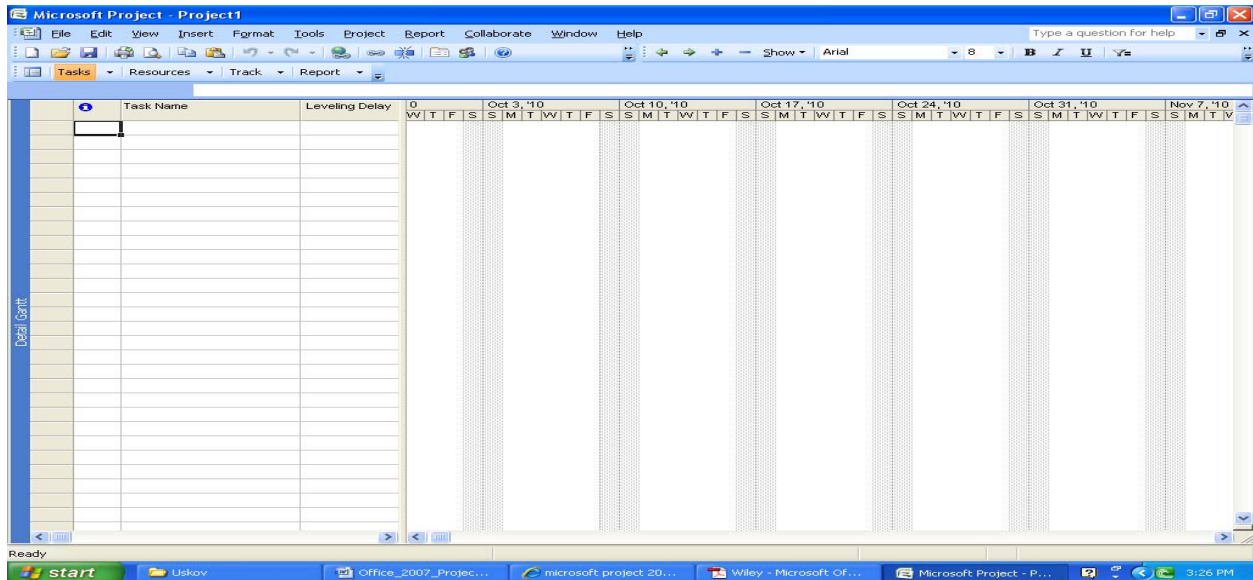 Microsoft Project - Project1
File Edit View Insert Format Tools Project Report Collaborate Window Help Type a question for help
Show Arial 8 B I U
Tasks Resources Track Report
Task Name Leveling Delay 0 Oct 3, '10 Oct 10, '10 Oct 17, '10 Oct 24, '10 Oct 31, '10 Nov 7, '10
W T F S S M T W T F S S M T W T F S S M T W T F S S M T W T F S S M T W T F S S M T W
Detail Gantt
Ready
start Uskov Office_2007_Projec... microsoft project 20... Wiley - Microsoft Of... Microsoft Project - P... 3:26 PM